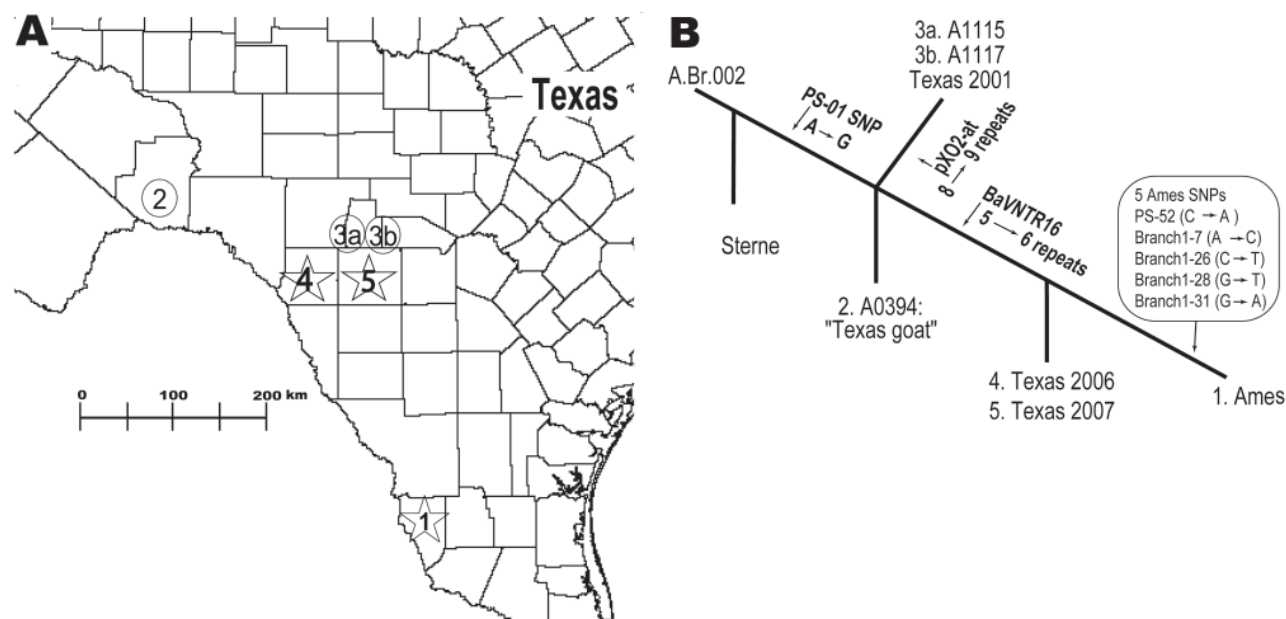 A
Texas
2
3a
3b
4
5
0
100
200 km
1
B
3a. A1115
3b. A1117
Texas 2001
A.Br.002
PS-01 SNP
A → G
pXO2-at
8 → 9 repeats
BaVNTR16
5 → 6 repeats
Sterne
2. A0394:
"Texas goat"
5 Ames SNPs
PS-52 (C → A )
Branch1-7 (A → C)
Branch1-26 (C → T)
Branch1-28 (G → T)
Branch1-31 (G → A)
4. Texas 2006
5. Texas 2007
1. Ames